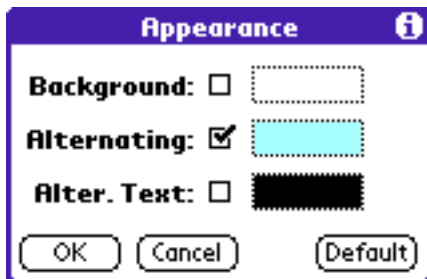 Appearance i
Background:
Alternating:
Alter. Text:
OK Cancel Default